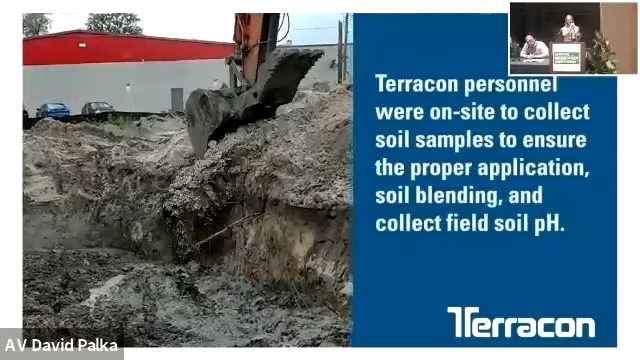 Terracon personnel
were on-site to collect
soil samples to ensure
the proper application,
soil blending, and
collect field soil pH.
Terracon
AV David Palka